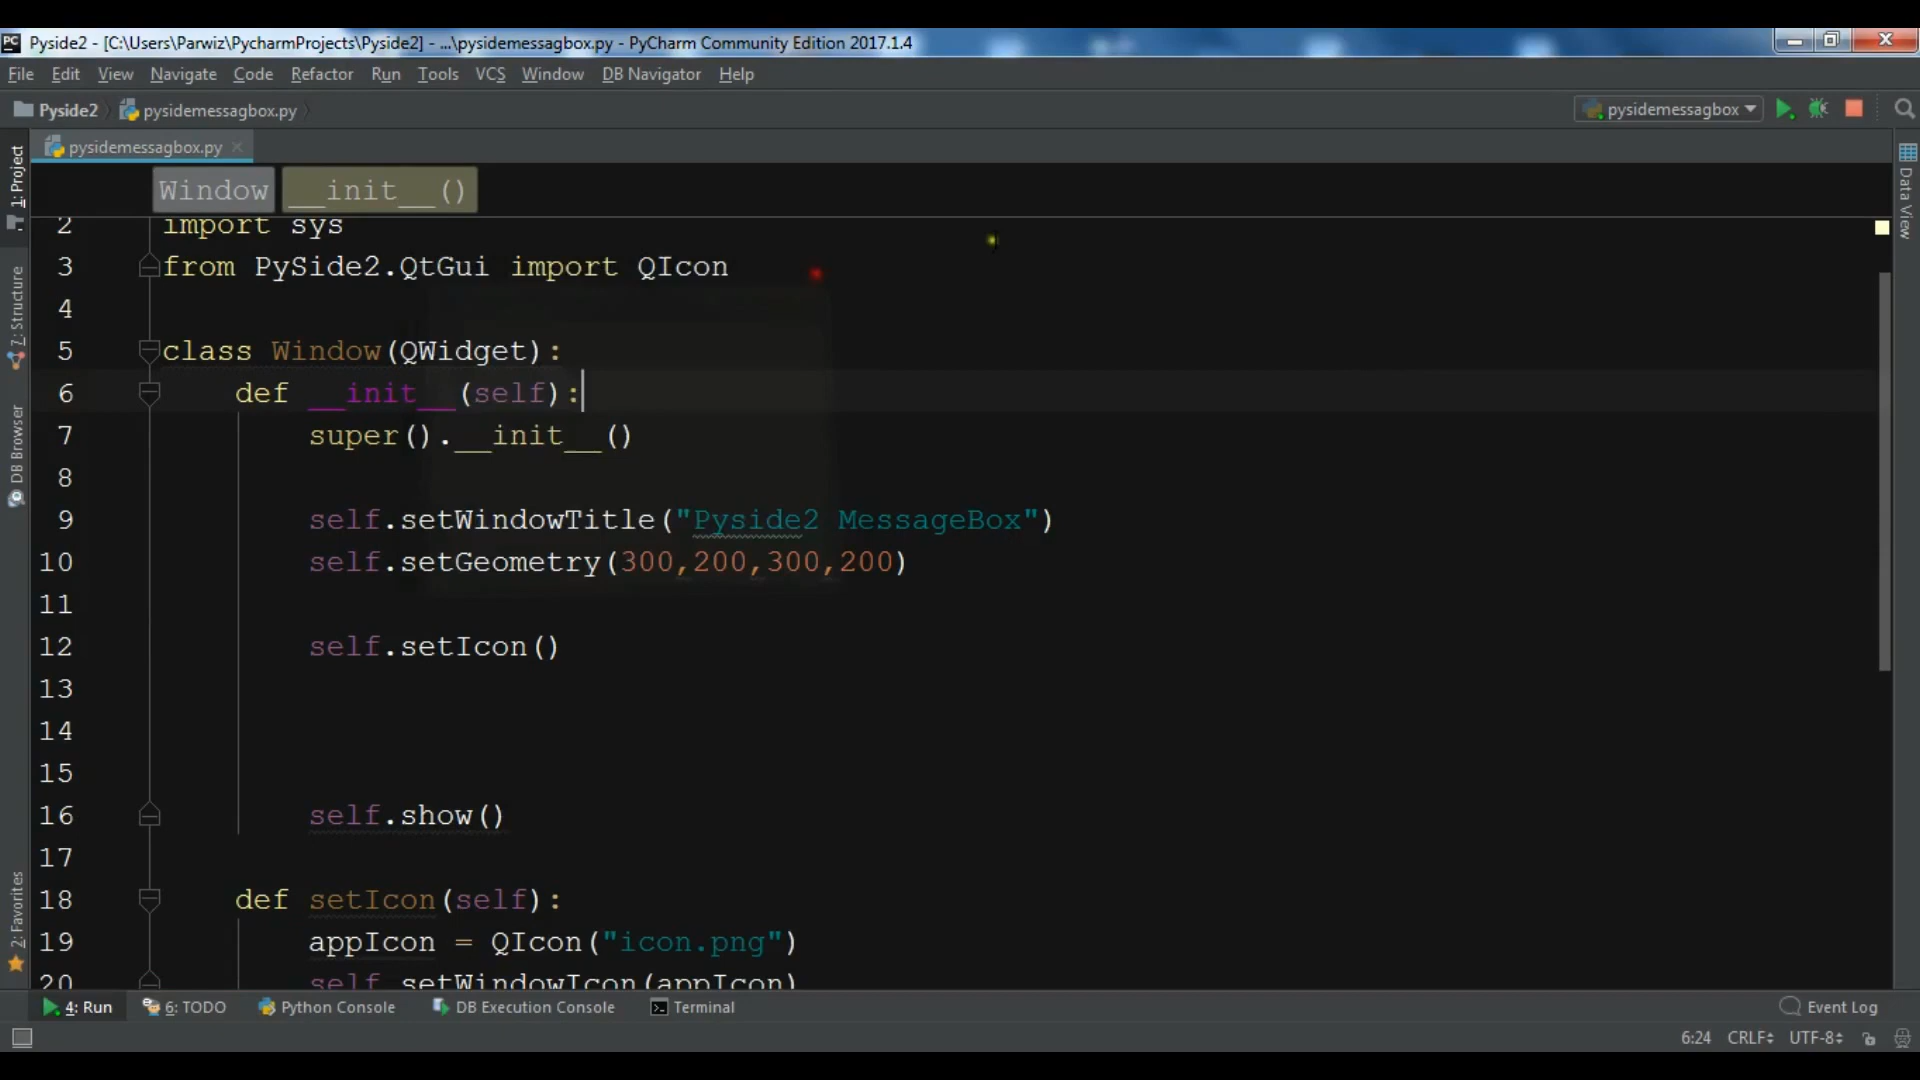 Pyside2 - [C:\Users\Parwiz\PycharmProjects\Pyside2] - ...\pysidemessagbox.py - PyCharm Community Edition 2017.1.4
File Edit View Navigate Code Refactor Run Tools VCS Window DB Navigator Help
Pyside2 pysidemessagbox.py pysidemessagbox
pysidemessagbox.py
Window __init__()
1: Project
7: Structure
DB Browser
2: Favorites
Data View
2 import sys
3 from PySide2.QtGui import QIcon
4
5 class Window(QWidget):
6 def __init__(self):
7 super().__init__()
8
9 self.setWindowTitle("Pyside2 MessageBox")
10 self.setGeometry(300,200,300,200)
11
12 self.setIcon()
13
14
15
16 self.show()
17
18 def setIcon(self):
19 appIcon = QIcon("icon.png")
20 self.setWindowIcon(appIcon)
4: Run 6: TODO Python Console DB Execution Console Terminal Event Log
6:24 CRLF UTF-8